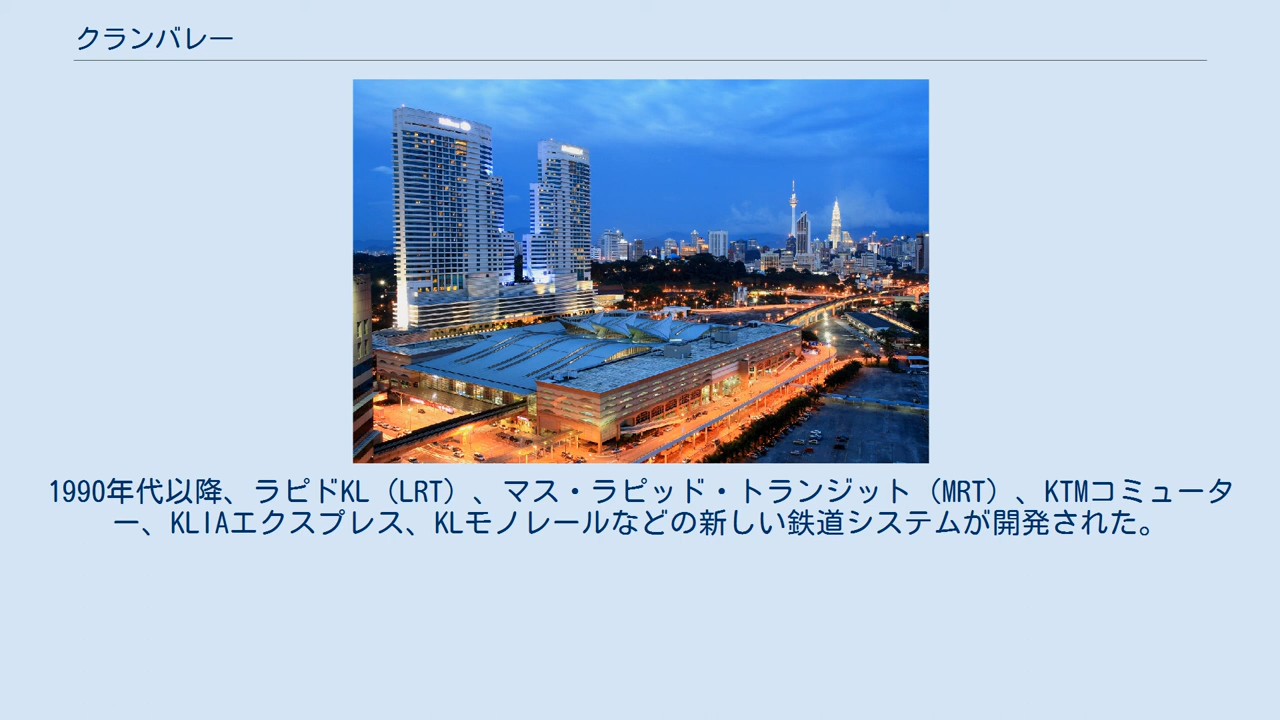 クランバレー
1990年代以降、ラピドKL（LRT）、マス・ラピッド・トランジット（MRT）、KTMコミュータ
ー、KLIAエクスプレス、KLモノレールなどの新しい鉄道システムが開発された。